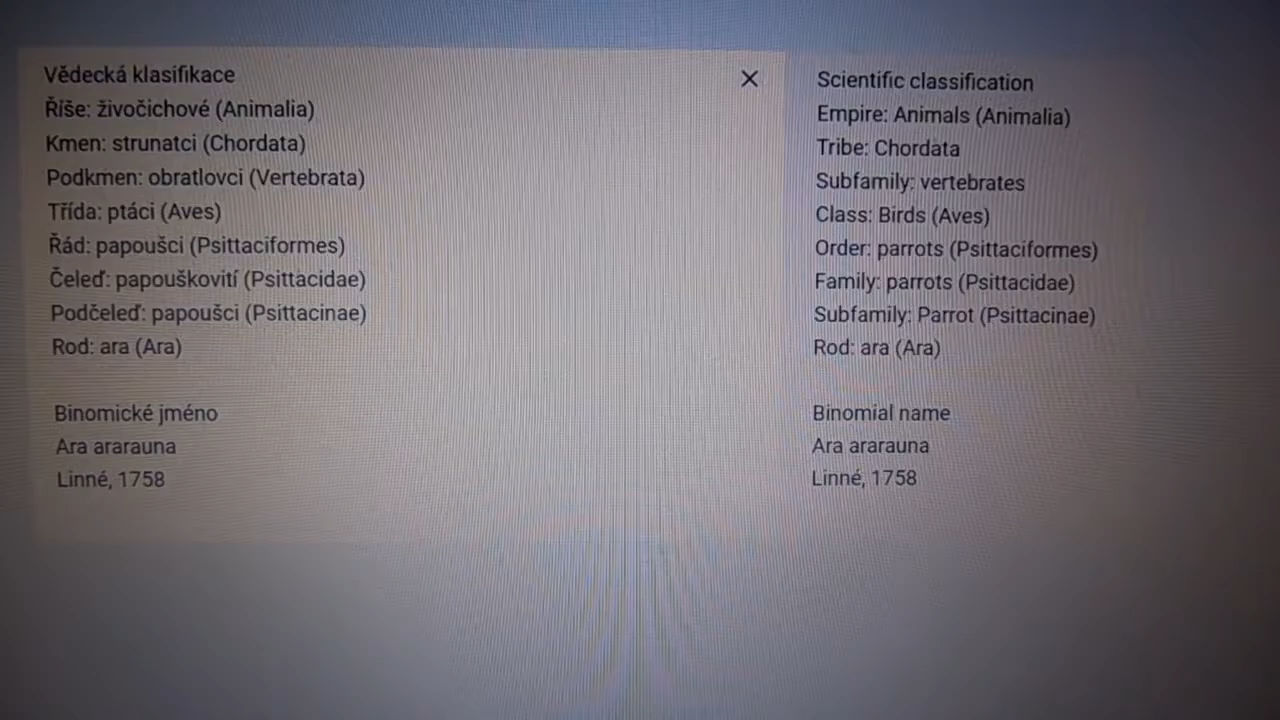 Vědecká klasifikace
Říše: živočichové (Animalia)
Kmen: strunatci (Chordata)
Podkmen: obratlovci (Vertebrata)
Třída: ptáci (Aves)
Řád: papoušci (Psittaciformes)
Čeleď: papouškovití (Psittacidae)
Podčeleď: papoušci (Psittacinae)
Rod: ara (Ara)
Binomické jméno
Ara ararauna
Linné, 1758
Scientific classification
Empire: Animals (Animalia)
Tribe: Chordata
Subfamily: vertebrates
Class: Birds (Aves)
Order: parrots (Psittaciformes)
Family: parrots (Psittacidae)
Subfamily: Parrot (Psittacinae)
Rod: ara (Ara)
Binomial name
Ara ararauna
Linné, 1758